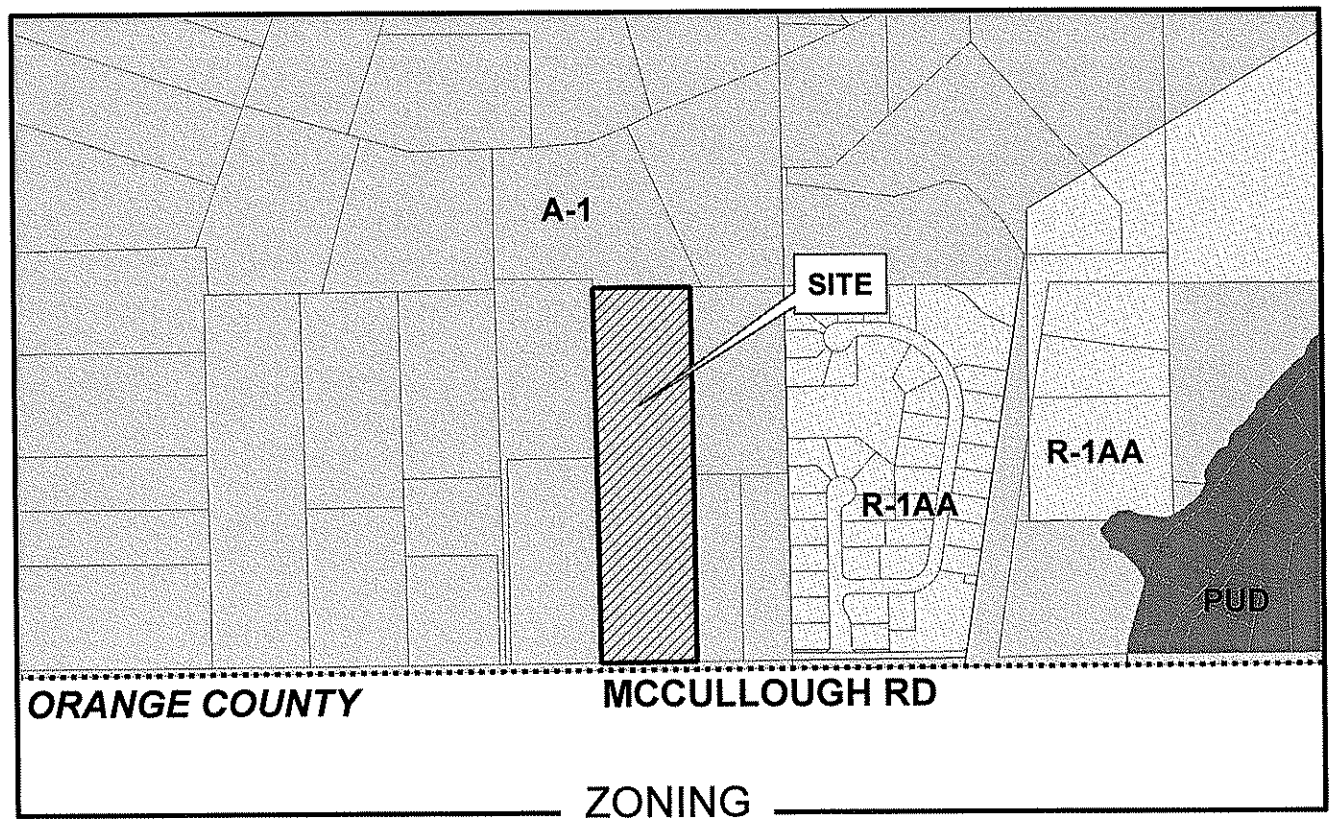 A-1
SITE
R-1AA
R-1AA
PUD
ORANGE COUNTY
MCCULLOUGH RD
ZONING